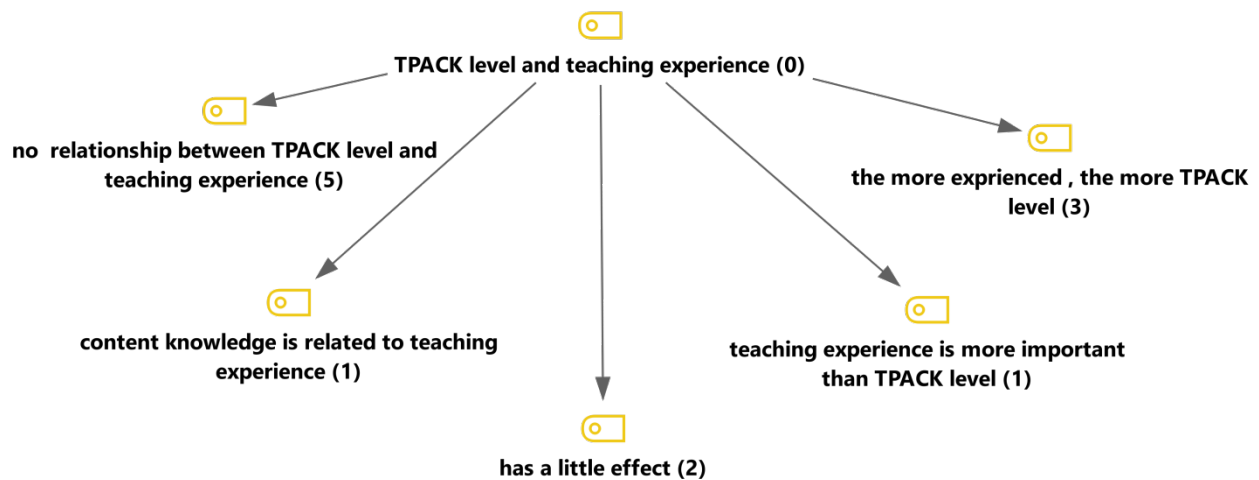 TPACK level and teaching experience (0)
no relationship between TPACK level and
teaching experience (5)
the more exprienced , the more TPACK
level (3)
content knowledge is related to teaching
experience (1)
teaching experience is more important
than TPACK level (1)
has a little effect (2)